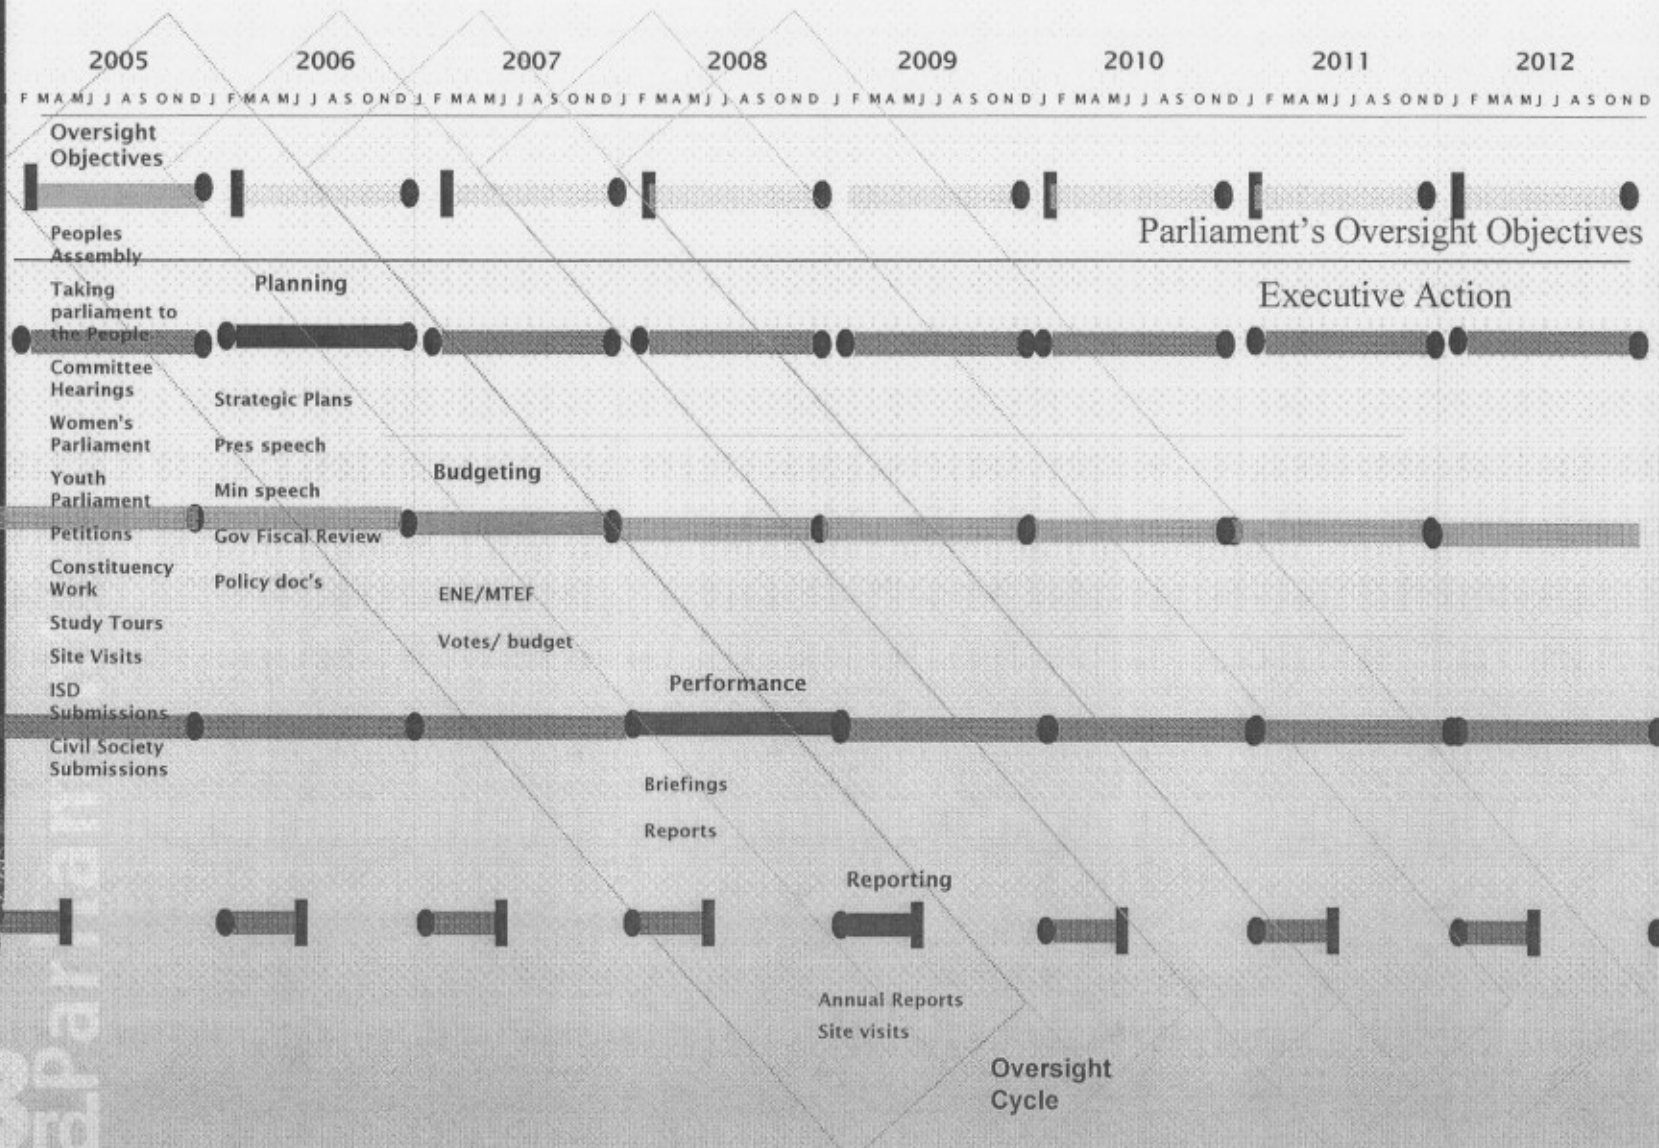 2005 2006 2007 2008 2009 2010 2011 2012
F M A M J J A S O N D J F M A M J J A S O N D J F M A M J J A S O N D J F M A M J J A S O N D J F M A M J J A S O N D J F M A M J J A S O N D J F M A M J J A S O N D J F M A M J J A S O N D
Oversight
Objectives
Parliament's Oversight Objectives
Peoples
Assembly
Taking
parliament to
the People
Committee
Hearings
Women's
Parliament
Youth
Parliament
Petitions
Constituency
Work
Study Tours
Site Visits
ISD
Submissions
Civil Society
Submissions
Executive Action
Planning
Strategic Plans
Pres speech
Min speech
Gov Fiscal Review
Policy doc's
Budgeting
ENE/MTEF
Votes/ budget
Performance
Briefings
Reports
Reporting
Annual Reports
Site visits
Oversight
Cycle